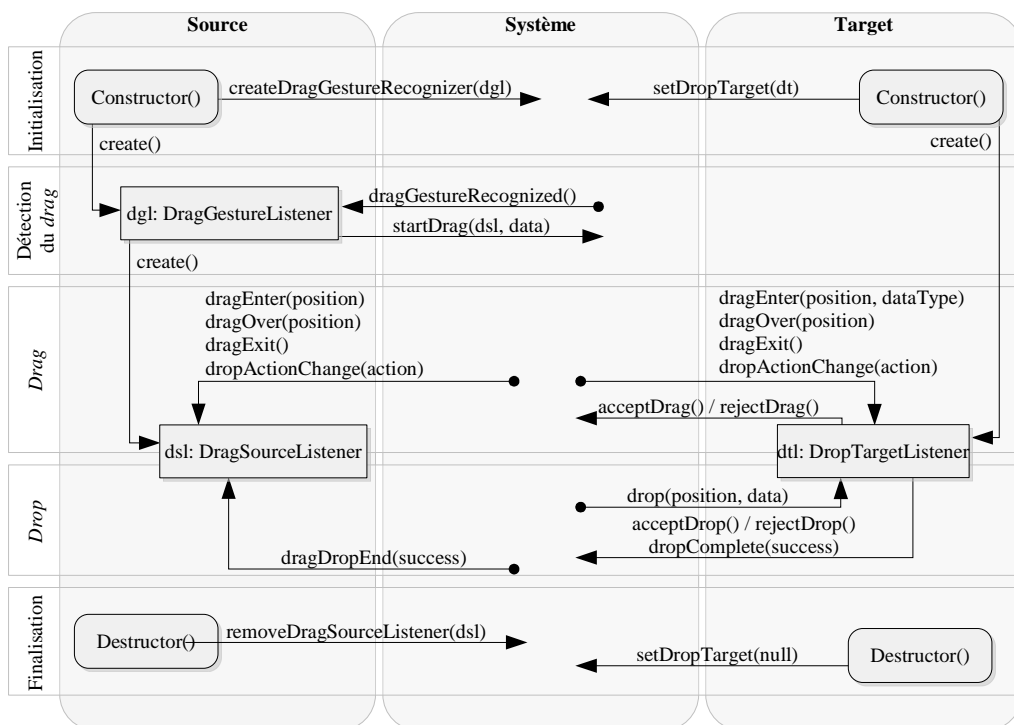 Source Système Target
Initialisation
Constructor()
createDragGestureRecognizer(dgl)
setDropTarget(dt)
Constructor()
create()
create()
Détection
du drag
dgl: DragGestureListener
dragGestureRecognized()
startDrag(dsl, data)
create()
Drag
dragEnter(position)
dragOver(position)
dragExit()
dropActionChange(action)
dragEnter(position, dataType)
dragOver(position)
dragExit()
dropActionChange(action)
acceptDrag() / rejectDrag()
dsl: DragSourceListener
dtl: DropTargetListener
Drop
drop(position, data)
acceptDrop() / rejectDrop()
dropComplete(success)
dragDropEnd(success)
Finalisation
Destructor()
removeDragSourceListener(dsl)
setDropTarget(null)
Destructor()